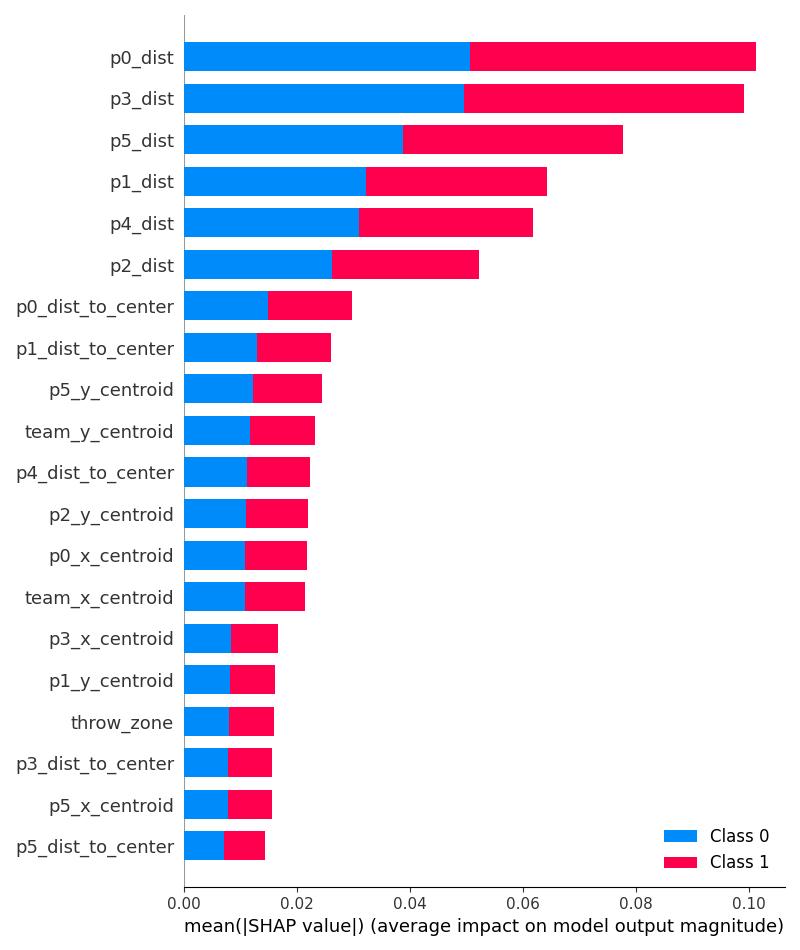 p0_dist
p3_dist
p5_dist
p1_dist
p4_dist
p2_dist
p0_dist_to_center
p1_dist_to_center
p5_y_centroid
team_y_centroid
p4_dist_to_center
p2_y_centroid
p0_x_centroid
team_x_centroid
p3_x_centroid
p1_y_centroid
throw_zone
p3_dist_to_center
p5_x_centroid
p5_dist_to_center
Class 0
Class 1
0.00 0.02 0.04 0.06 0.08 0.10
mean(|SHAP value|) (average impact on model output magnitude)